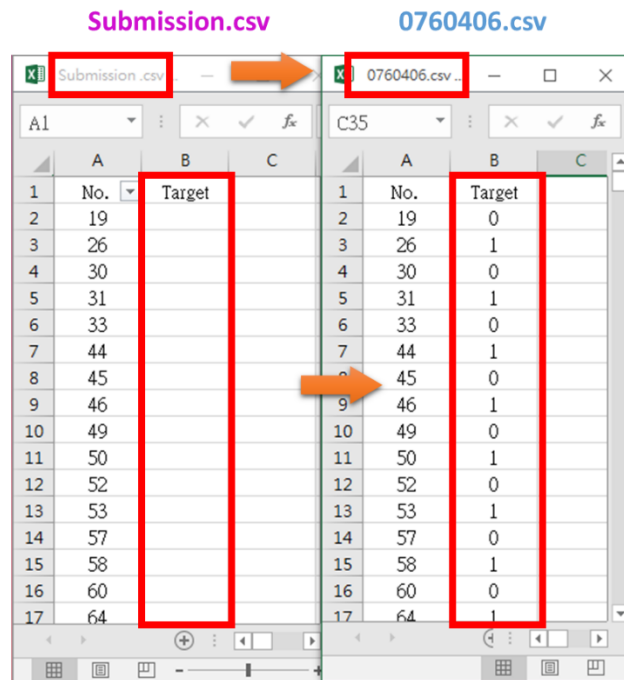 Submission.csv 0760406.csv
Submission .csv ... 0760406.csv ...
A1 fx C35 fx
A B C A B C
1 No. Target 1 No. Target
2 19 2 19 0
3 26 3 26 1
4 30 4 30 0
5 31 5 31 1
6 33 6 33 0
7 44 7 44 1
8 45 45 0
9 46 9 46 1
10 49 10 49 0
11 50 11 50 1
12 52 12 52 0
13 53 13 53 1
14 57 14 57 0
15 58 15 58 1
16 60 16 60 0
17 64 17 64 1